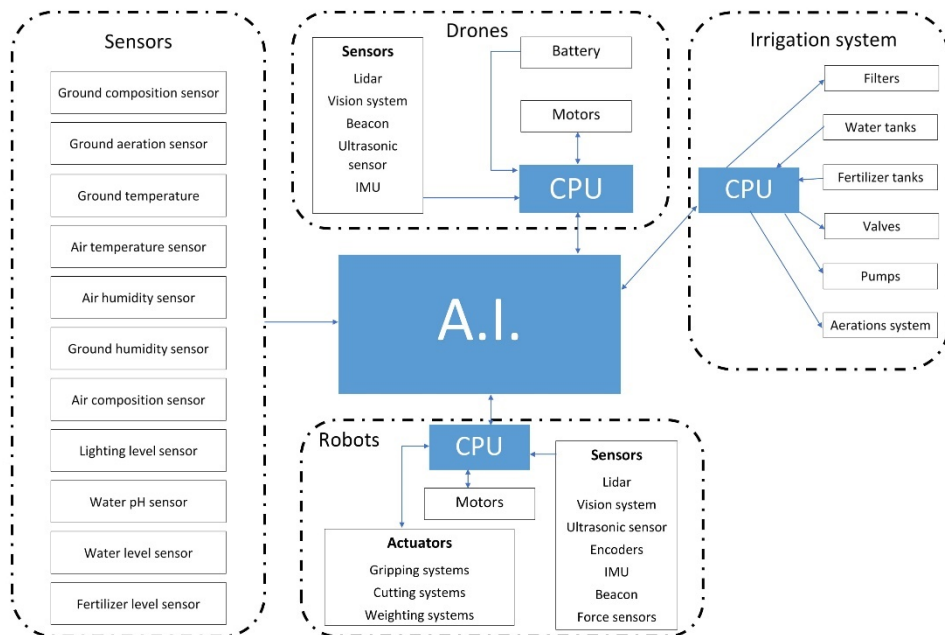 Sensors
Ground composition sensor
Ground aeration sensor
Ground temperature
Air temperature sensor
Air humidity sensor
Ground humidity sensor
Air composition sensor
Lighting level sensor
Water pH sensor
Water level sensor
Fertilizer level sensor
Drones
Sensors
Lidar
Vision system
Beacon
Ultrasonic
sensor
IMU
Battery
Motors
CPU
Irrigation system
CPU
Filters
Water tanks
Fertilizer tanks
Valves
Pumps
Aerations system
A.I.
Robots
CPU
Motors
Actuators
Gripping systems
Cutting systems
Weighting systems
Sensors
Lidar
Vision system
Ultrasonic sensor
Encoders
IMU
Beacon
Force sensors